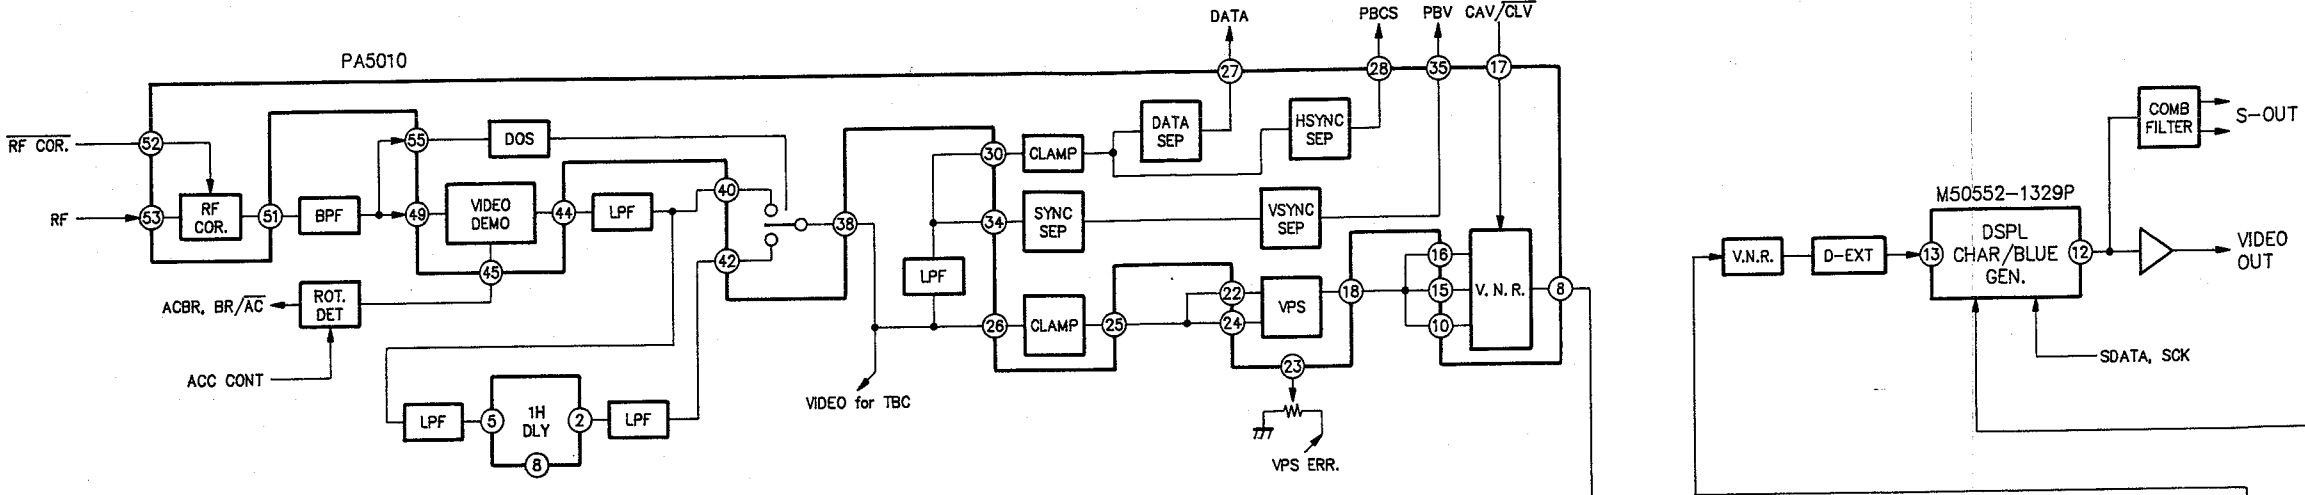 DATA
PBCS
PBV
CAV/CLV
PA5010
27
28
35
17
RF COR.
52
55
DOS
DATA SEP
HSYNC SEP
COMB FILTER
S-OUT
30
CLAMP
RF
53
RF COR.
51
BPF
49
VIDEO DEMO
44
LPF
40
38
34
SYNC SEP
VSYNC SEP
M50552-1329P
DSPL CHAR/BLUE GEN.
13
12
VIDEO OUT
V.N.R.
D-EXT
45
42
LPF
16
15
10
V. N. R.
8
ACBR, BR/AC
ROT. DET
26
CLAMP
25
22
24
VPS
18
23
SDATA, SCK
ACC CONT
VIDEO for TBC
LPF
5
1H DLY
2
LPF
8
VPS ERR.